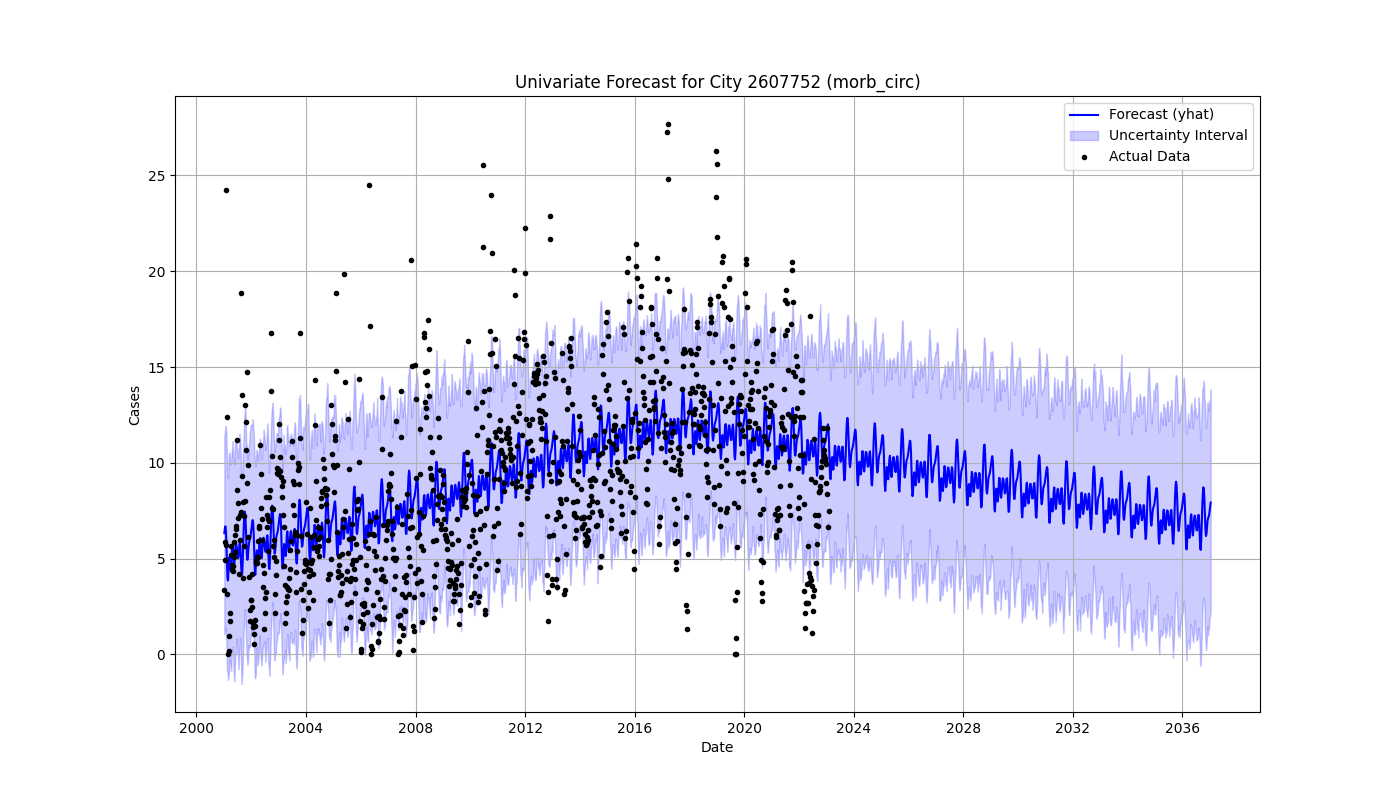 Univariate Forecast for City 2607752 (morb_circ)
Forecast (yhat)
Uncertainty Interval
Actual Data
25
20
15
10
5
0
Cases
2000 2004 2008 2012 2016 2020 2024 2028 2032 2036
Date